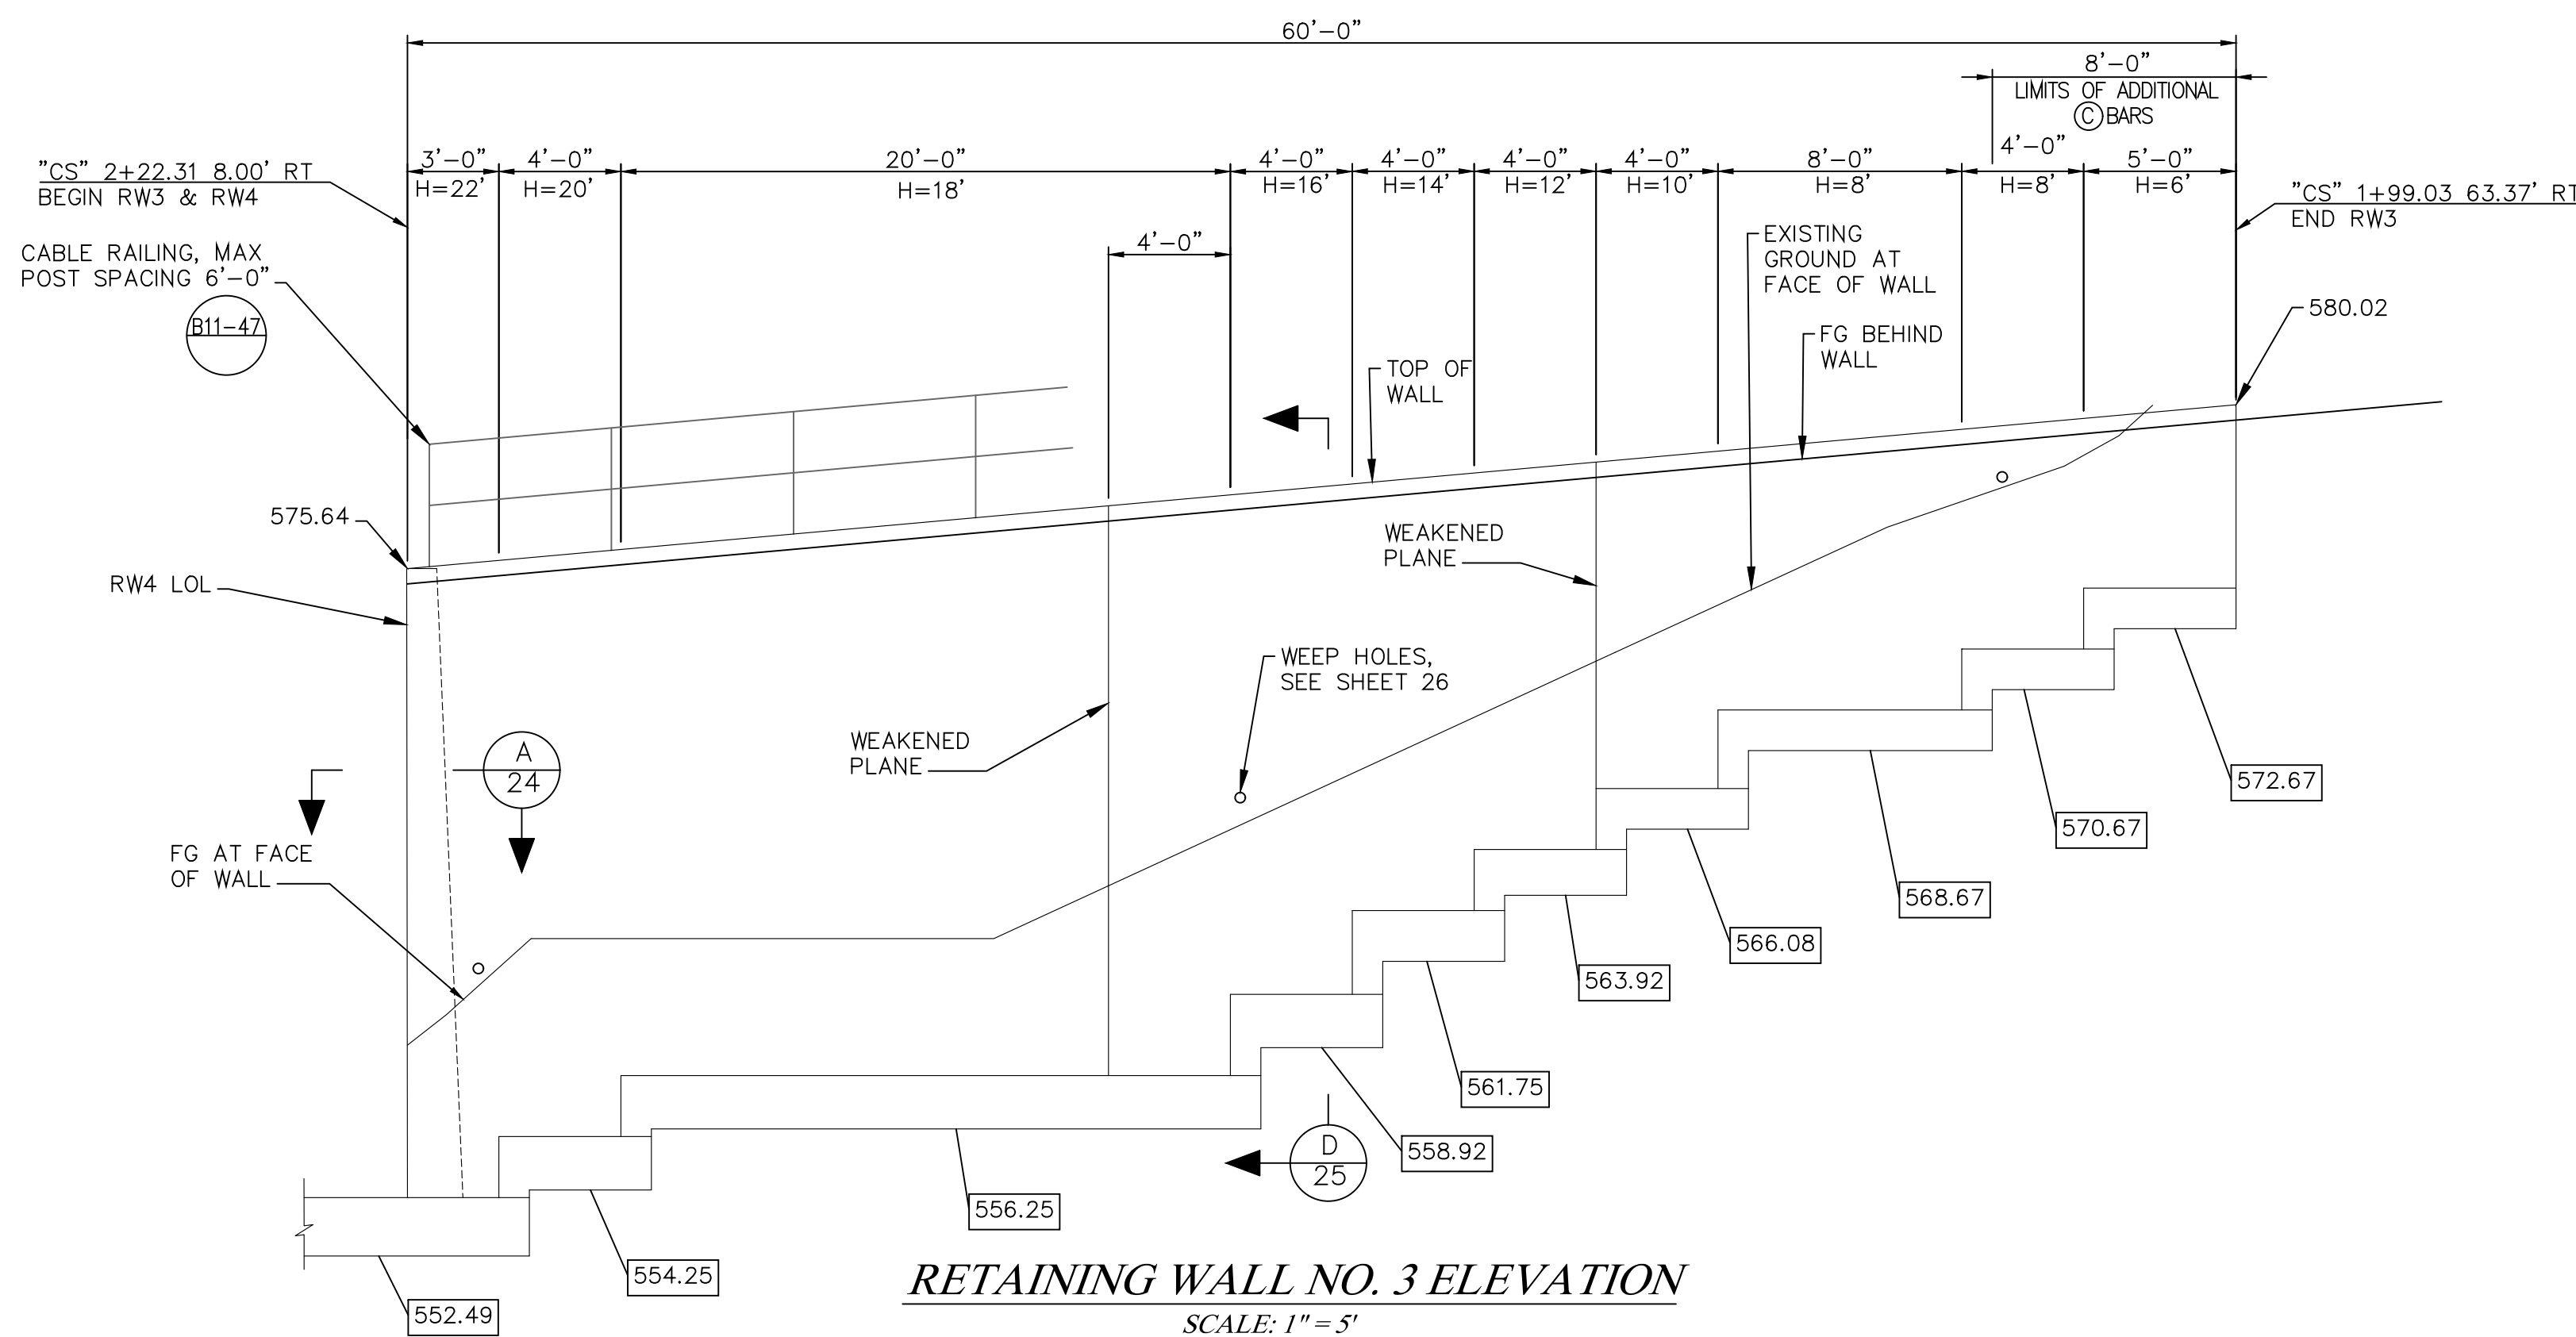 60'-0"
8'-0"
LIMITS OF ADDITIONAL
Ⓒ BARS
3'-0" 4'-0" 20'-0" 4'-0" 4'-0" 4'-0" 4'-0" 8'-0" 4'-0" 5'-0"
H=22' H=20' H=18' H=16' H=14' H=12' H=10' H=8' H=8' H=6'
"CS" 2+22.31 8.00' RT
BEGIN RW3 & RW4
"CS" 1+99.03 63.37' RT
END RW3
CABLE RAILING, MAX
POST SPACING 6'-0"
B11-47
4'-0"
EXISTING
GROUND AT
FACE OF WALL
580.02
FG BEHIND
WALL
TOP OF
WALL
575.64
WEAKENED
PLANE
RW4 LOL
WEEP HOLES,
SEE SHEET 26
WEAKENED
PLANE
A
24
572.67
570.67
FG AT FACE
OF WALL
568.67
566.08
563.92
561.75
D
25
558.92
556.25
554.25
552.49
RETAINING WALL NO. 3 ELEVATION
SCALE: 1" = 5'